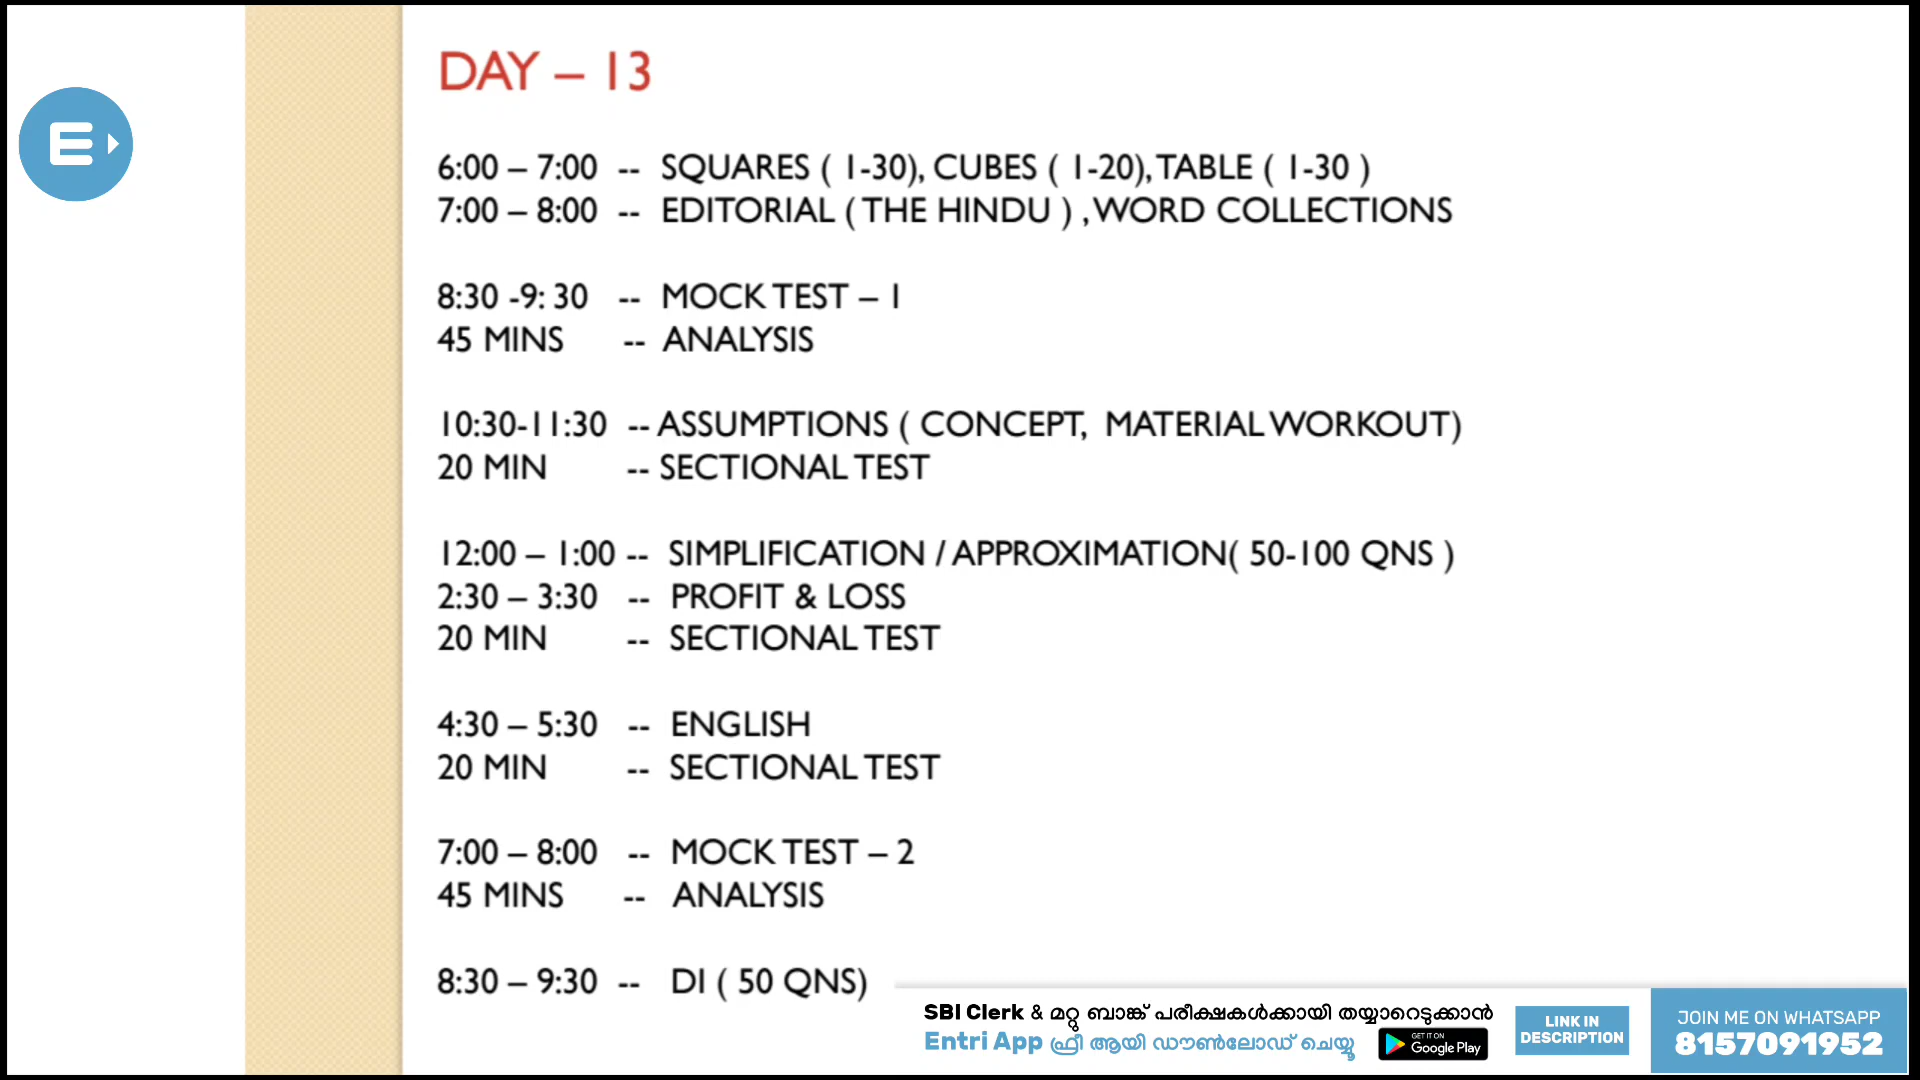 DAY – 13
E
6:00 – 7:00 -- SQUARES ( 1-30), CUBES ( 1-20), TABLE ( 1-30 )
7:00 – 8:00 -- EDITORIAL ( THE HINDU ) , WORD COLLECTIONS
8:30 -9: 30 -- MOCK TEST – 1
45 MINS -- ANALYSIS
10:30-11:30 -- ASSUMPTIONS ( CONCEPT, MATERIAL WORKOUT)
20 MIN -- SECTIONAL TEST
12:00 – 1:00 -- SIMPLIFICATION / APPROXIMATION( 50-100 QNS )
2:30 – 3:30 -- PROFIT & LOSS
20 MIN -- SECTIONAL TEST
4:30 – 5:30 -- ENGLISH
20 MIN -- SECTIONAL TEST
7:00 – 8:00 -- MOCK TEST – 2
45 MINS -- ANALYSIS
8:30 – 9:30 -- DI ( 50 QNS)
SBI Clerk & മറ്റു ബാങ്ക് പരീക്ഷകൾക്കായി തയ്യാറെടുക്കാൻ
Entri App ഫ്രീ ആയി ഡൗൺലോഡ് ചെയ്യൂ
GET IT ON
Google Play
LINK IN
DESCRIPTION
JOIN ME ON WHATSAPP
8157091952